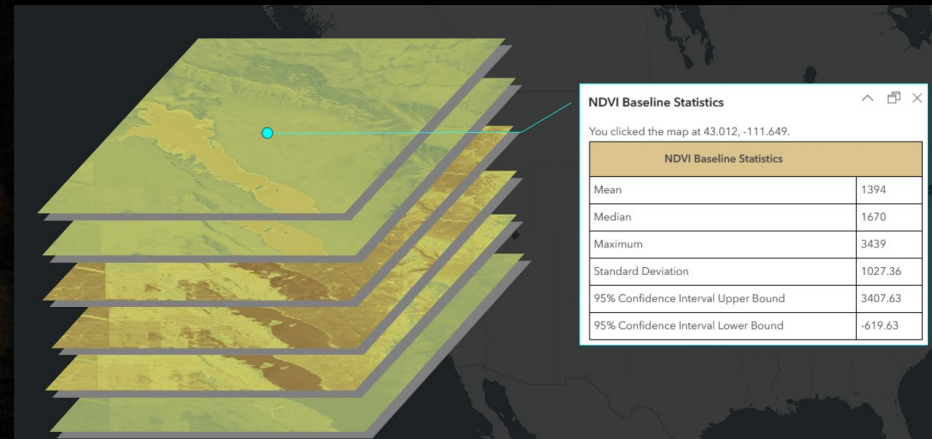 NDVI Baseline Statistics
You clicked the map at 43.012, -111.649.
NDVI Baseline Statistics
Mean 1394
Median 1670
Maximum 3439
Standard Deviation 1027.36
95% Confidence Interval Upper Bound 3407.63
95% Confidence Interval Lower Bound -619.63